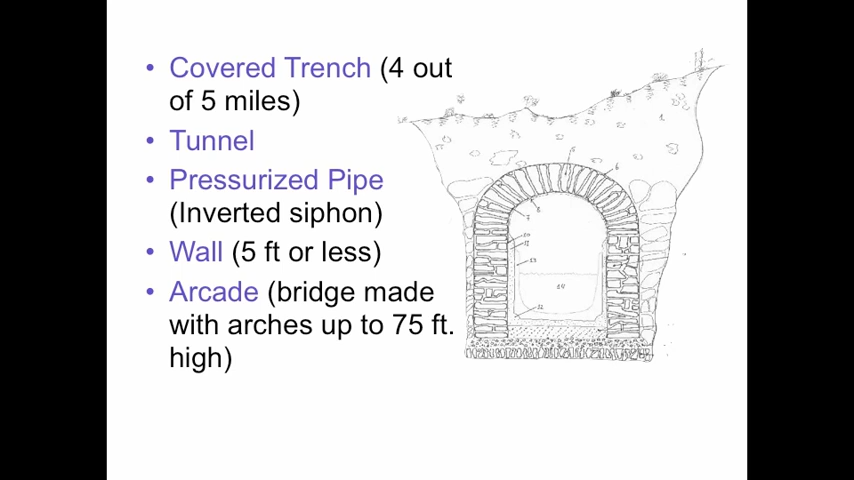 • Covered Trench (4 out
of 5 miles)
• Tunnel
• Pressurized Pipe
(Inverted siphon)
• Wall (5 ft or less)
• Arcade (bridge made
with arches up to 75 ft.
high)